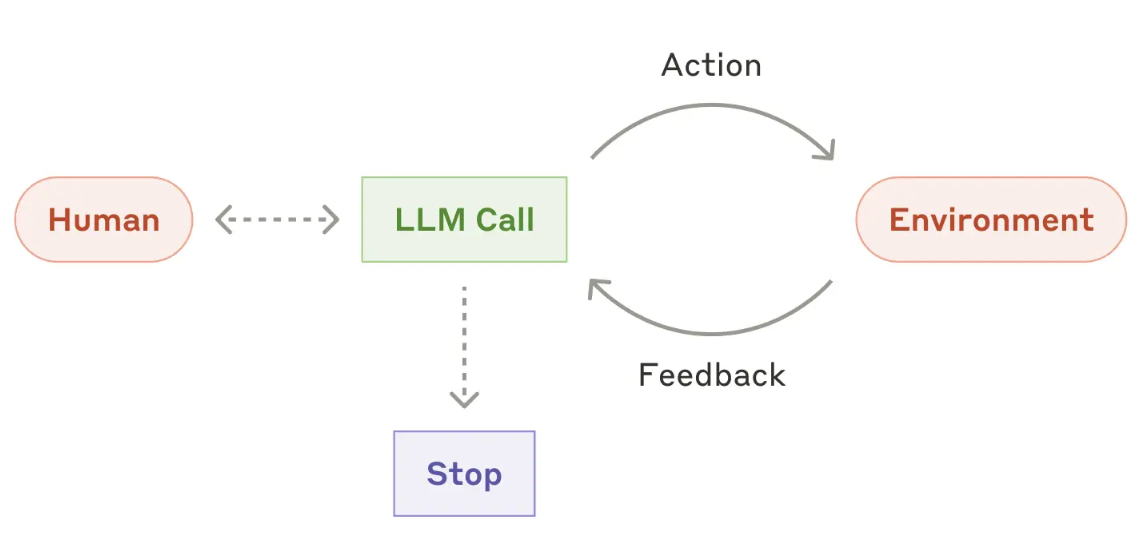 Action
Human
LLM Call
Environment
Feedback
Stop